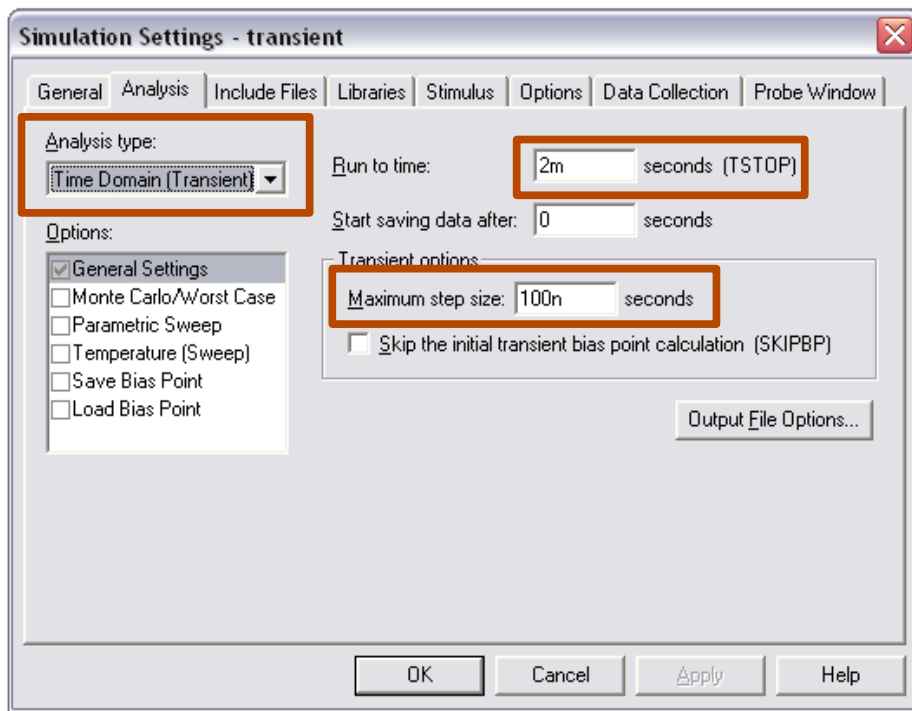 Simulation Settings - transient
General Analysis Include Files Libraries Stimulus Options Data Collection Probe Window
Analysis type:
Time Domain (Transient)
Run to time: 2m seconds (TSTOP)
Start saving data after: 0 seconds
Options:
General Settings
Monte Carlo/Worst Case
Parametric Sweep
Temperature (Sweep)
Save Bias Point
Load Bias Point
Transient options
Maximum step size: 100n seconds
Skip the initial transient bias point calculation (SKIPBP)
Output File Options...
OK Cancel Apply Help